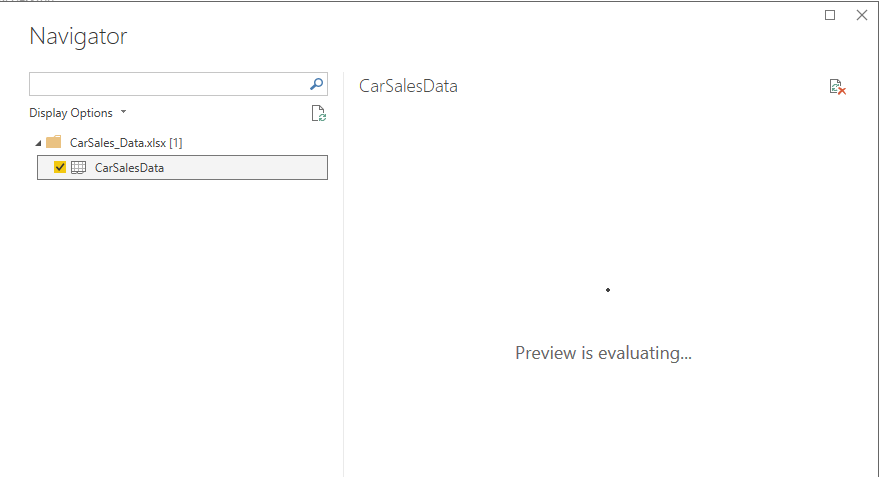 Navigator
Display Options
CarSales_Data.xlsx [1]
CarSalesData
CarSalesData
Preview is evaluating...